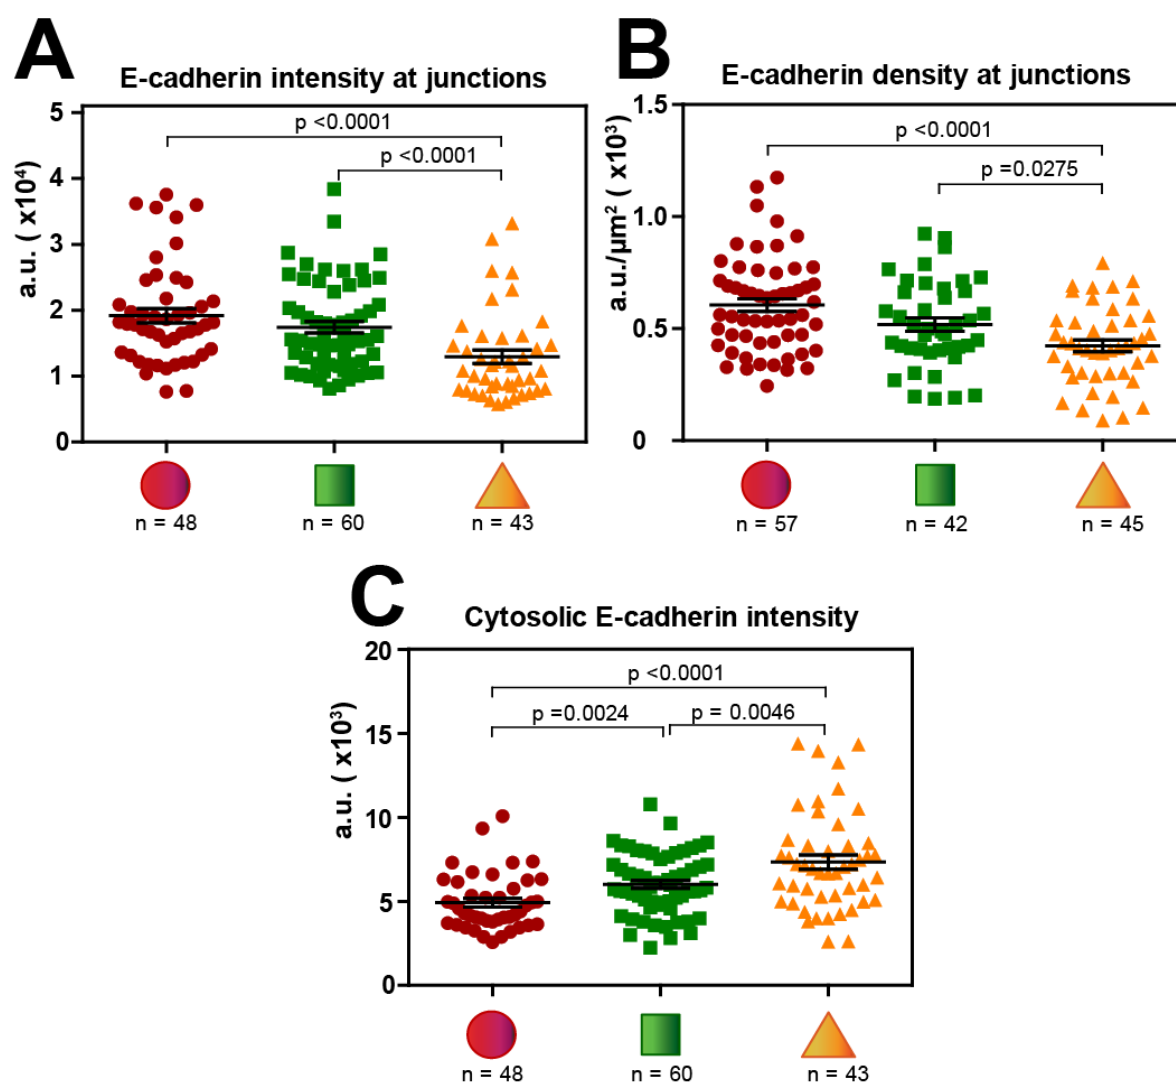 A
E-cadherin intensity at junctions
a.u. ( x10⁴)
5
4
3
2
1
0
p <0.0001
p <0.0001
n = 48
n = 60
n = 43
B
E-cadherin density at junctions
a.u./µm² ( x10³)
1.5
1.0
0.5
0
p <0.0001
p =0.0275
n = 57
n = 42
n = 45
C
Cytosolic E-cadherin intensity
a.u. ( x10³)
20
15
10
5
0
p <0.0001
p =0.0024
p = 0.0046
n = 48
n = 60
n = 43